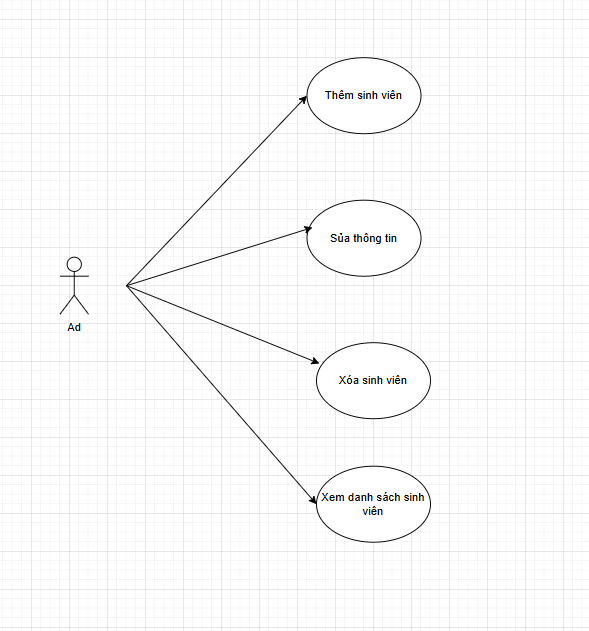 Thêm sinh viên
Sủa thông tin
Ad
Xóa sinh viên
Xem danh sách sinh
viên